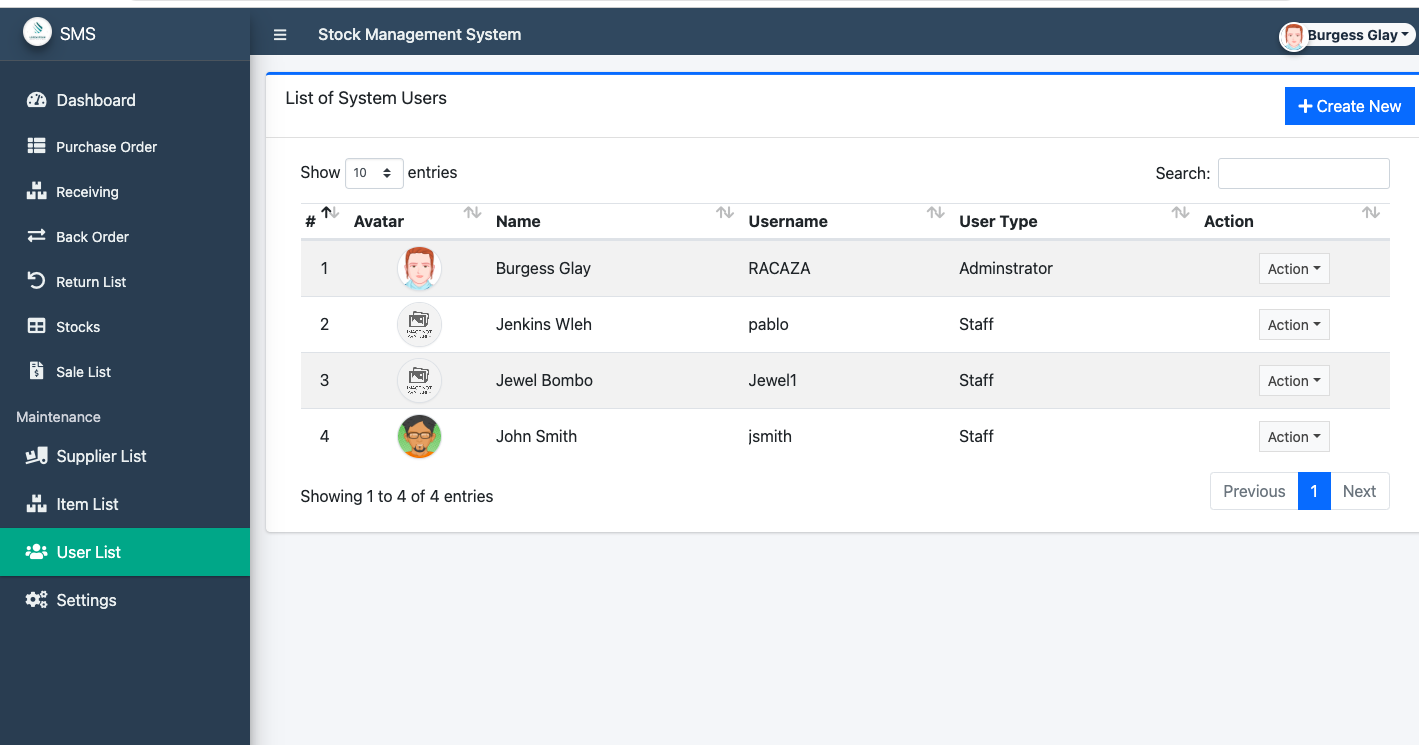 SMS
Stock Management System
Burgess Glay
Dashboard
Purchase Order
Receiving
Back Order
Return List
Stocks
Sale List
Maintenance
Supplier List
Item List
User List
Settings
List of System Users
Create New
Show 10 entries
Search:
# Avatar Name Username User Type Action
1 Burgess Glay RACAZA Adminstrator Action
2 Jenkins Wleh pablo Staff Action
3 Jewel Bombo Jewel1 Staff Action
4 John Smith jsmith Staff Action
Showing 1 to 4 of 4 entries
Previous 1 Next